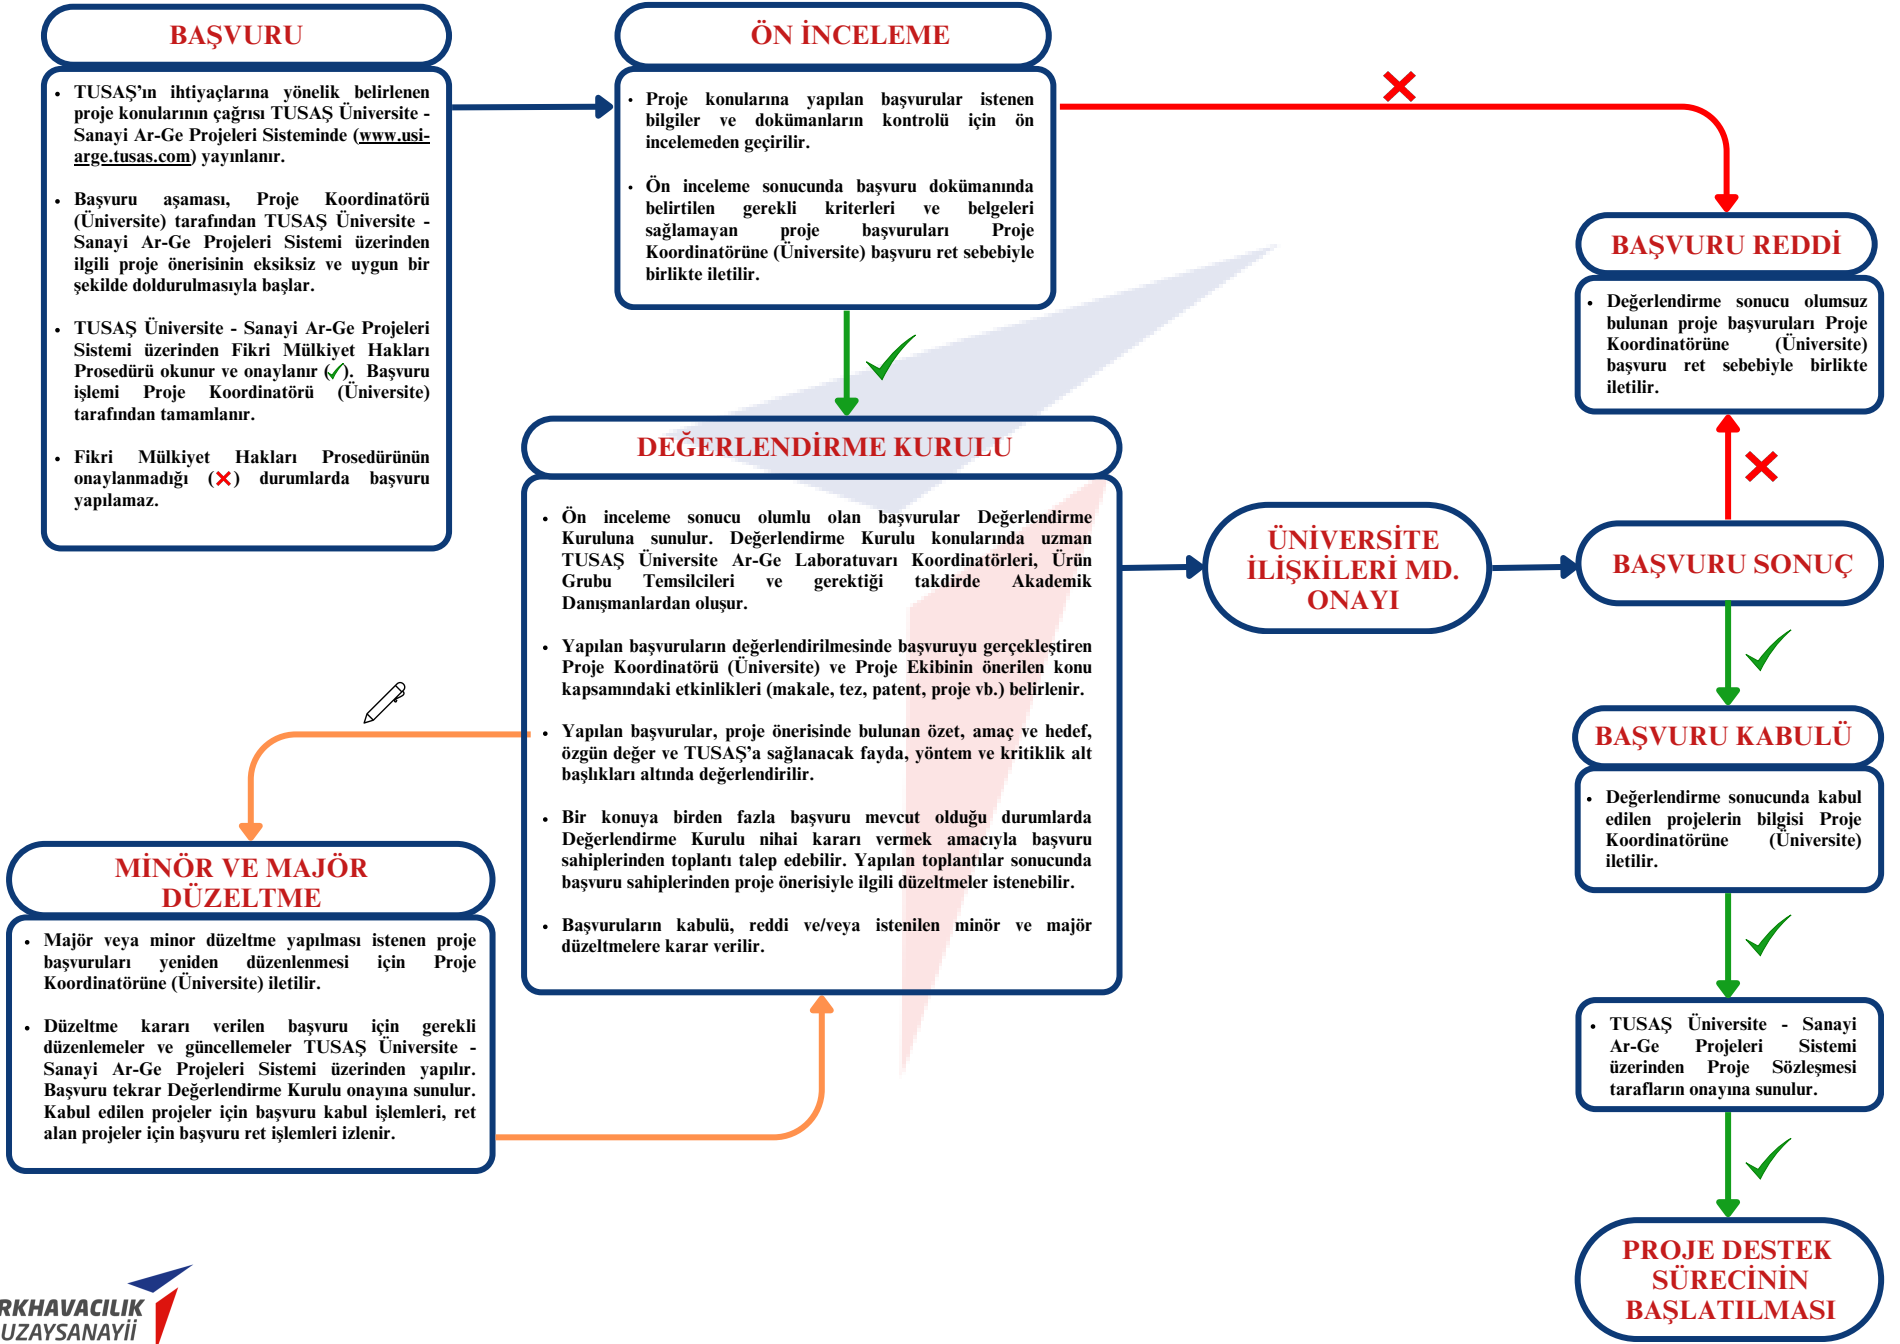 BAŞVURU
TUSAŞ'ın ihtiyaçlarına yönelik belirlenen
proje konularının çağrısı TUSAŞ Üniversite -
Sanayi Ar-Ge Projeleri Sisteminde (www.usi-
arge.tusas.com) yayınlanır.
Başvuru aşaması, Proje Koordinatörü
(Üniversite) tarafından TUSAŞ Üniversite -
Sanayi Ar-Ge Projeleri Sistemi üzerinden
ilgili proje önerisinin eksiksiz ve uygun bir
şekilde doldurulmasıyla başlar.
TUSAŞ Üniversite - Sanayi Ar-Ge Projeleri
Sistemi üzerinden Fikri Mülkiyet Hakları
Prosedürü okunur ve onaylanır (✓). Başvuru
işlemi Proje Koordinatörü (Üniversite)
tarafından tamamlanır.
Fikri Mülkiyet Hakları Prosedürünün
onaylanmadığı (✕) durumlarda başvuru
yapılamaz.
ÖN İNCELEME
Proje konularına yapılan başvurular istenen
bilgiler ve dokümanların kontrolü için ön
incelemeden geçirilir.
Ön inceleme sonucunda başvuru dokümanında
belirtilen gerekli kriterleri ve belgeleri
sağlamayan proje başvuruları Proje
Koordinatörüne (Üniversite) başvuru ret sebebiyle
birlikte iletilir.
BAŞVURU REDDİ
Değerlendirme sonucu olumsuz
bulunan proje başvuruları Proje
Koordinatörüne (Üniversite)
başvuru ret sebebiyle birlikte
iletilir.
DEĞERLENDİRME KURULU
Ön inceleme sonucu olumlu olan başvurular Değerlendirme
Kuruluna sunulur. Değerlendirme Kurulu konularında uzman
TUSAŞ Üniversite Ar-Ge Laboratuvarı Koordinatörleri, Ürün
Grubu Temsilcileri ve gerektiği takdirde Akademik
Danışmanlardan oluşur.
Yapılan başvuruların değerlendirilmesinde başvuruyu gerçekleştiren
Proje Koordinatörü (Üniversite) ve Proje Ekibinin önerilen konu
kapsamındaki etkinlikleri (makale, tez, patent, proje vb.) belirlenir.
Yapılan başvurular, proje önerisinde bulunan özet, amaç ve hedef,
özgün değer ve TUSAŞ'a sağlanacak fayda, yöntem ve kritiklik alt
başlıkları altında değerlendirilir.
Bir konuya birden fazla başvuru mevcut olduğu durumlarda
Değerlendirme Kurulu nihai kararı vermek amacıyla başvuru
sahiplerinden toplantı talep edebilir. Yapılan toplantılar sonucunda
başvuru sahiplerinden proje önerisiyle ilgili düzeltmeler istenebilir.
Başvuruların kabulü, reddi ve/veya istenilen minör ve majör
düzeltmelere karar verilir.
ÜNİVERSİTE
İLİŞKİLERİ MD.
ONAYI
BAŞVURU SONUÇ
BAŞVURU KABULÜ
Değerlendirme sonucunda kabul
edilen projelerin bilgisi Proje
Koordinatörüne (Üniversite)
iletilir.
MİNÖR VE MAJÖR
DÜZELTME
Majör veya minor düzeltme yapılması istenen proje
başvuruları yeniden düzenlenmesi için Proje
Koordinatörüne (Üniversite) iletilir.
Düzeltme kararı verilen başvuru için gerekli
düzenlemeler ve güncellemeler TUSAŞ Üniversite -
Sanayi Ar-Ge Projeleri Sistemi üzerinden yapılır.
Başvuru tekrar Değerlendirme Kurulu onayına sunulur.
Kabul edilen projeler için başvuru kabul işlemleri, ret
alan projeler için başvuru ret işlemleri izlenir.
TUSAŞ Üniversite - Sanayi
Ar-Ge Projeleri Sistemi
üzerinden Proje Sözleşmesi
tarafların onayına sunulur.
PROJE DESTEK
SÜRECİNİN
BAŞLATILMASI
RKHAVACILIK
UZAYSANAYİİ